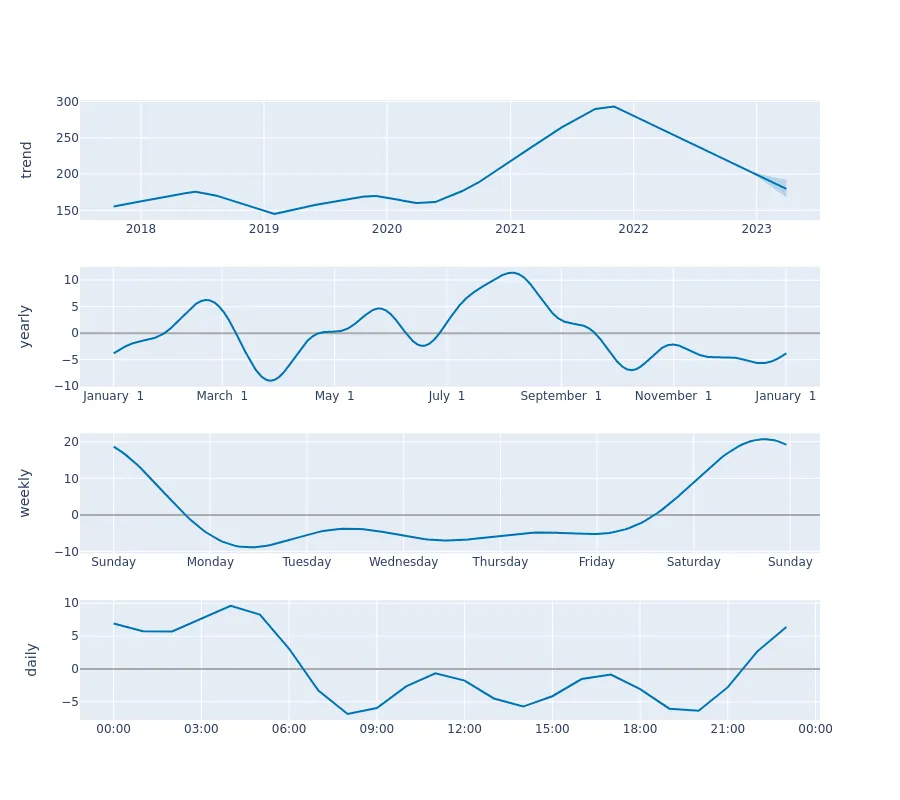 trend
300
250
200
150
2018 2019 2020 2021 2022 2023
yearly
10
5
0
−5
−10
January 1 March 1 May 1 July 1 September 1 November 1 January 1
weekly
20
10
0
−10
Sunday Monday Tuesday Wednesday Thursday Friday Saturday Sunday
daily
10
5
0
−5
00:00 03:00 06:00 09:00 12:00 15:00 18:00 21:00 00:00